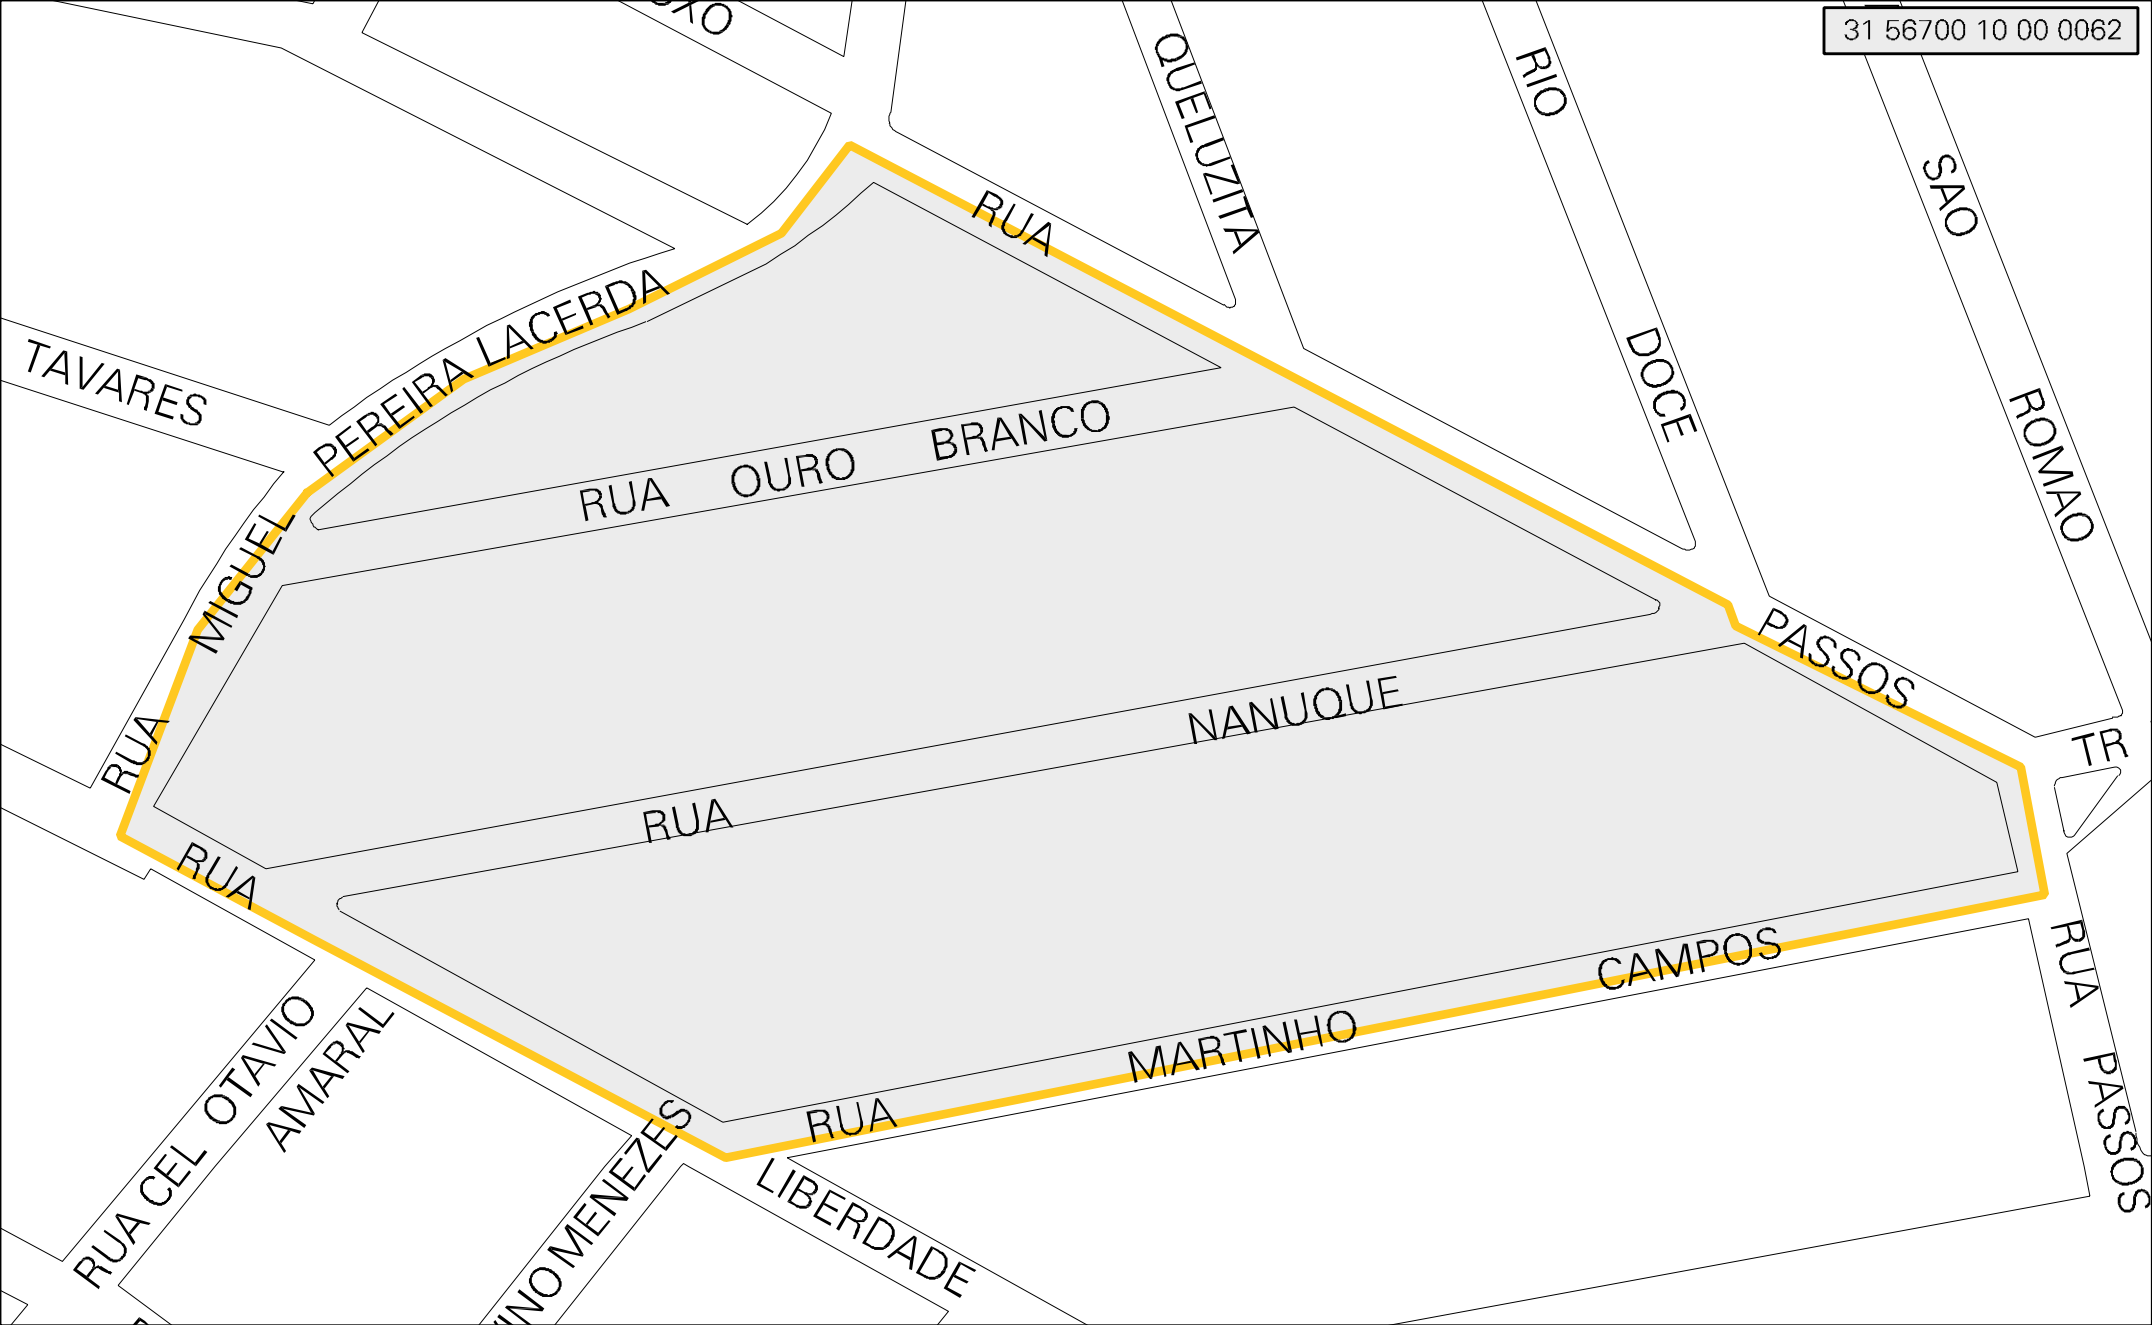 31 56700 10 00 0062
QUELUZITA
RIO DOCE
SAO ROMAO
RUA PASSOS
TAVARES
RUA MIGUEL PEREIRA LACERDA
RUA OURO BRANCO
RUA NANUQUE
TR
RUA LIBERDADE
RUA MARTINHO CAMPOS
RUA PASSOS
RUA CEL OTAVIO
AMARAL
MENEZES